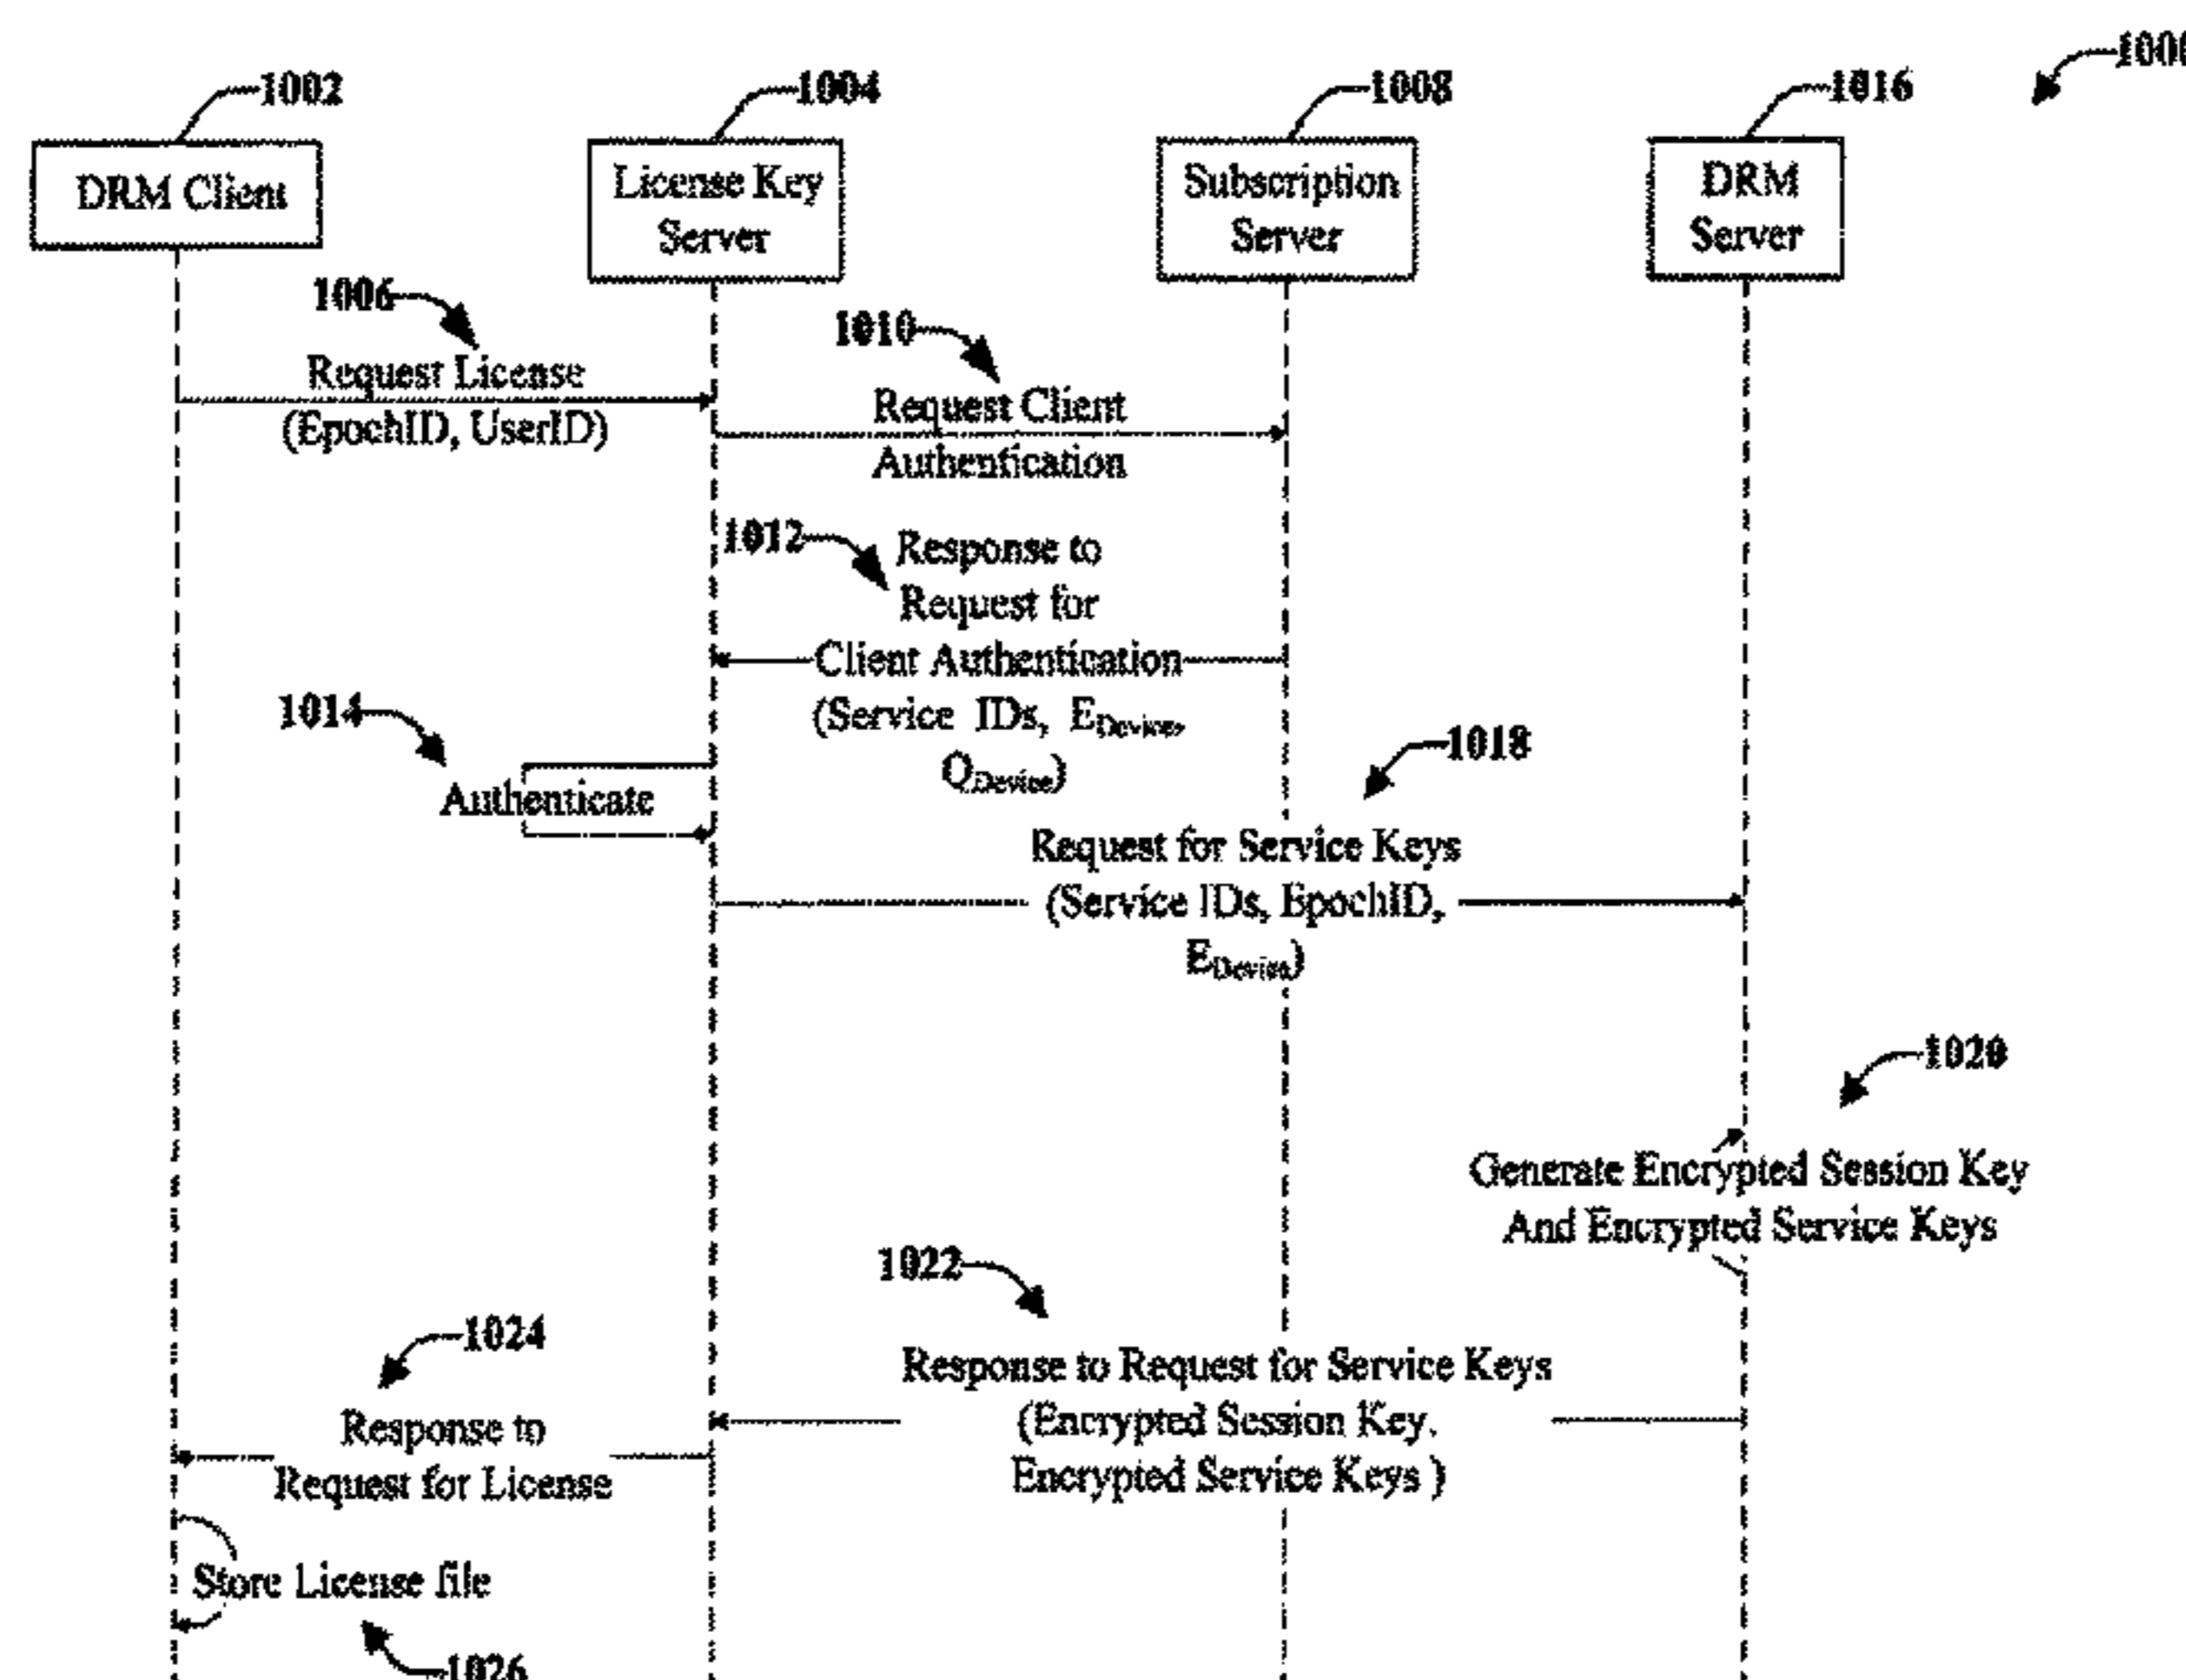 1002
1004
1008
1016
DRM Client
License Key
Server
Subscription
Server
DRM
Server
1006
Request License
(EpochID, UserID)
1010
Request Client
Authentication
1012
Response to
Request for
Client Authentication
(Service IDs, EDevice,
QDevice)
1014
Authenticate
1018
Request for Service Keys
(Service IDs, EpochID,
EDevice)
1020
Generate Encrypted Session Key
And Encrypted Service Keys
1022
Response to Request for Service Keys
(Encrypted Session Key,
Encrypted Service Keys )
1024
Response to
Request for License
Store License file
1026